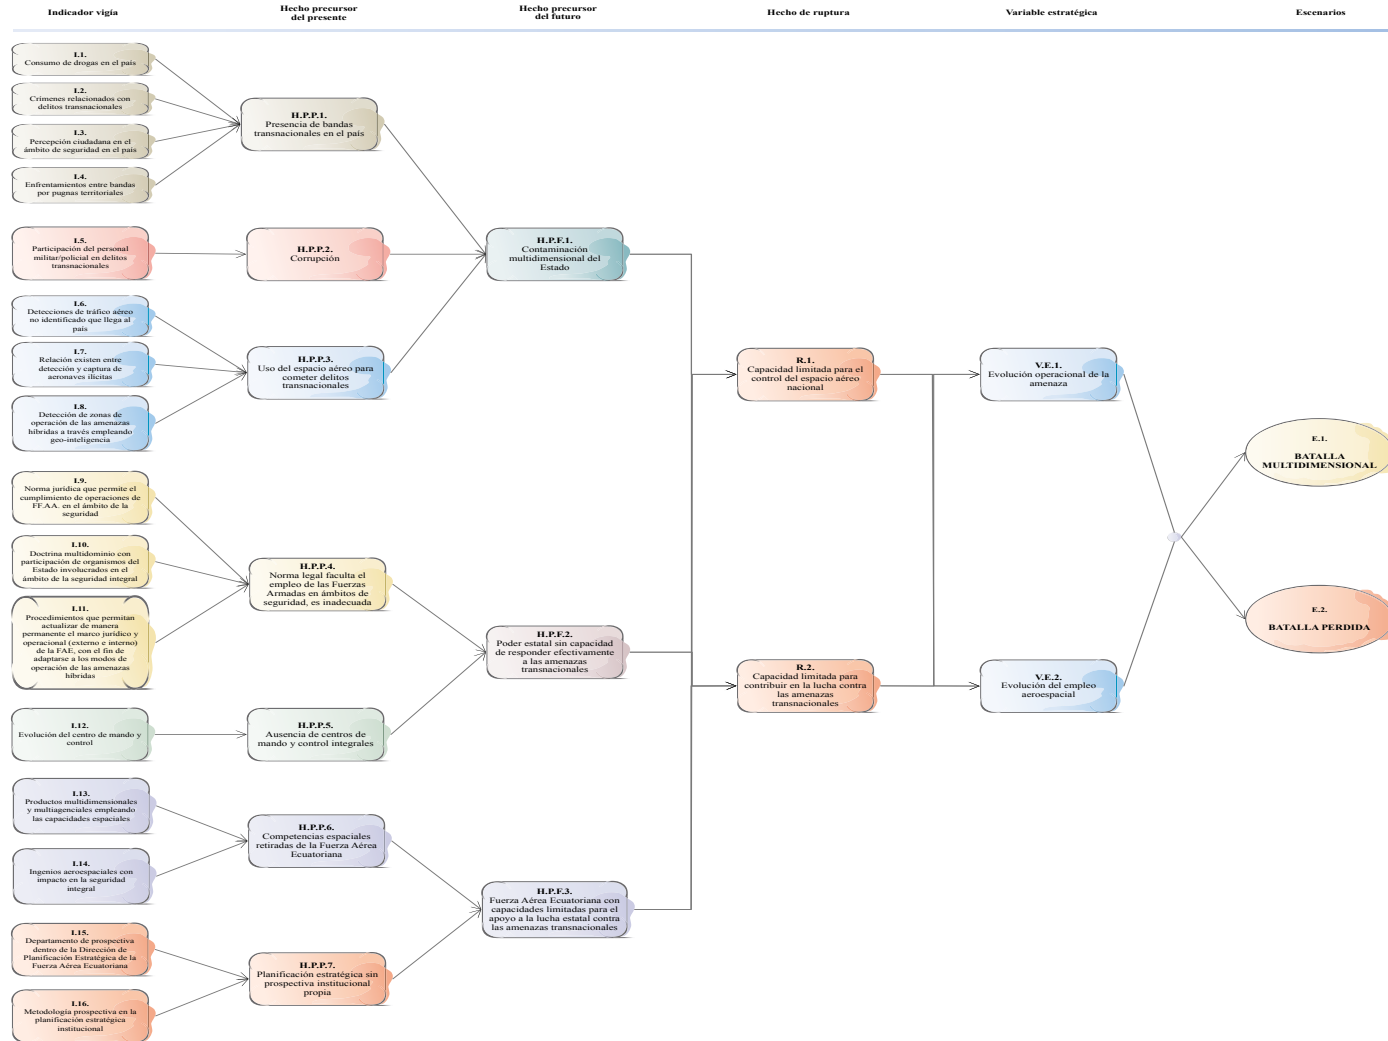 Indicador vigía
Hecho precursor
del presente
Hecho precursor
del futuro
Hecho de ruptura
Variable estratégica
Escenarios
I.1.
Consumo de drogas en el país
I.2.
Crímenes relacionados con
delitos transnacionales
I.3.
Percepción ciudadana en el
ámbito de seguridad en el país
I.4.
Enfrentamientos entre bandas
por pugnas territoriales
I.5.
Participación del personal
militar/policial en delitos
transnacionales
I.6.
Detecciones de tráfico aéreo
no identificado que llega al
país
I.7.
Relación existen entre
detección y captura de
aeronaves ilícitas
I.8.
Detección de zonas de
operación de las amenazas
híbridas a través empleando
geo-inteligencia
I.9.
Norma jurídica que permite el
cumplimiento de operaciones de
FF.AA. en el ámbito de la
seguridad
I.10.
Doctrina multidominio con
participación de organismos del
Estado involucrados en el
ámbito de la seguridad integral
I.11.
Procedimientos que permitan
actualizar de manera
permanente el marco jurídico y
operacional (externo e interno)
de la FAE, con el fin de
adaptarse a los modos de
operación de las amenazas
híbridas
I.12.
Evolución del centro de mando y
control
I.13.
Productos multidimensionales
y multiagenciales empleando
las capacidades espaciales
I.14.
Ingenios aeroespaciales con
impacto en la seguridad
integral
I.15.
Departamento de prospectiva
dentro de la Dirección de
Planificación Estratégica de la
Fuerza Aérea Ecuatoriana
I.16.
Metodología prospectiva en la
planificación estratégica
institucional
H.P.P.1.
Presencia de bandas
transnacionales en el país
H.P.P.2.
Corrupción
H.P.P.3.
Uso del espacio aéreo para
cometer delitos
transnacionales
H.P.P.4.
Norma legal faculta el
empleo de las Fuerzas
Armadas en ámbitos de
seguridad, es inadecuada
H.P.P.5.
Ausencia de centros de
mando y control integrales
H.P.P.6.
Competencias espaciales
retiradas de la Fuerza Aérea
Ecuatoriana
H.P.P.7.
Planificación estratégica sin
prospectiva institucional
propia
H.P.F.1.
Contaminación
multidimensional del
Estado
H.P.F.2.
Poder estatal sin capacidad
de responder efectivamente
a las amenazas
transnacionales
H.P.F.3.
Fuerza Aérea Ecuatoriana con
capacidades limitadas para el
apoyo a la lucha estatal contra
las amenazas transnacionales
R.1.
Capacidad limitada para el
control del espacio aéreo
nacional
R.2.
Capacidad limitada para
contribuir en la lucha contra
las amenazas
transnacionales
V.E.1.
Evolución operacional de la
amenaza
V.E.2.
Evolución del empleo
aeroespacial
E.1.
BATALLA
MULTIDIMENSIONAL
E.2.
BATALLA PERDIDA